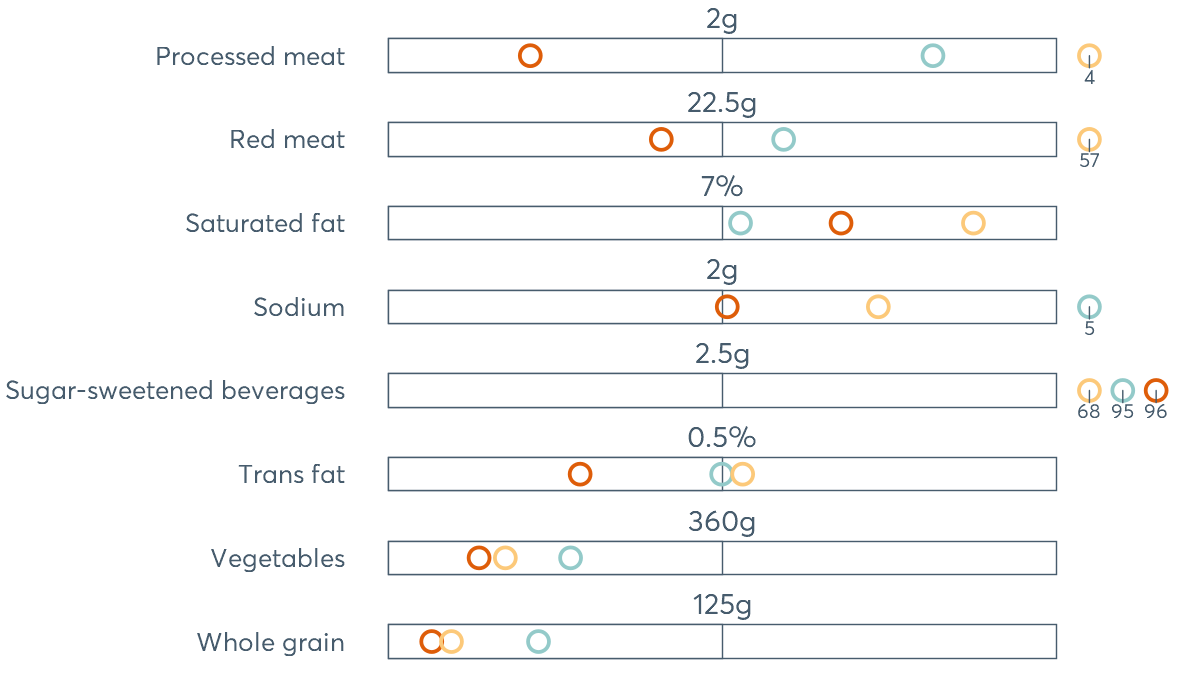 2g
Processed meat
4
22.5g
Red meat
57
7%
Saturated fat
2g
Sodium
5
2.5g
Sugar-sweetened beverages
68 95 96
0.5%
Trans fat
360g
Vegetables
125g
Whole grain